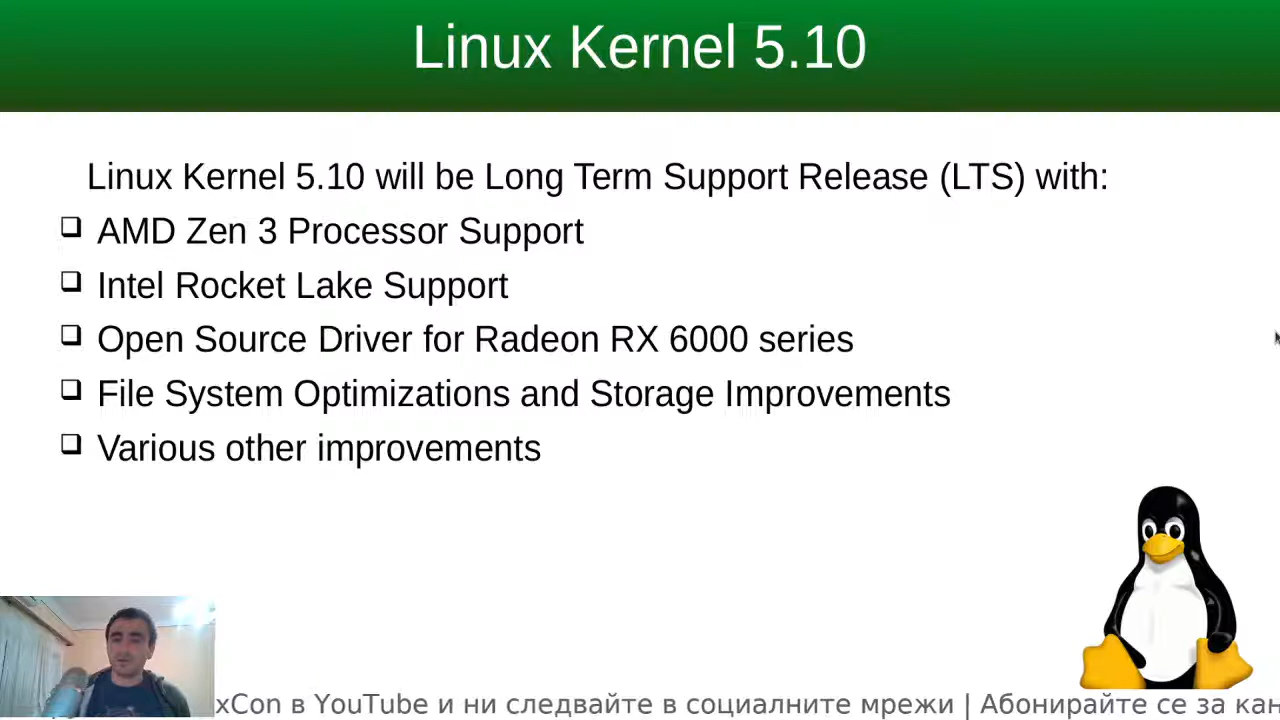 Linux Kernel 5.10
Linux Kernel 5.10 will be Long Term Support Release (LTS) with:
AMD Zen 3 Processor Support
Intel Rocket Lake Support
Open Source Driver for Radeon RX 6000 series
File System Optimizations and Storage Improvements
Various other improvements
xCon в YouTube и ни следвайте в социалните мрежи | Абонирайте се за кан